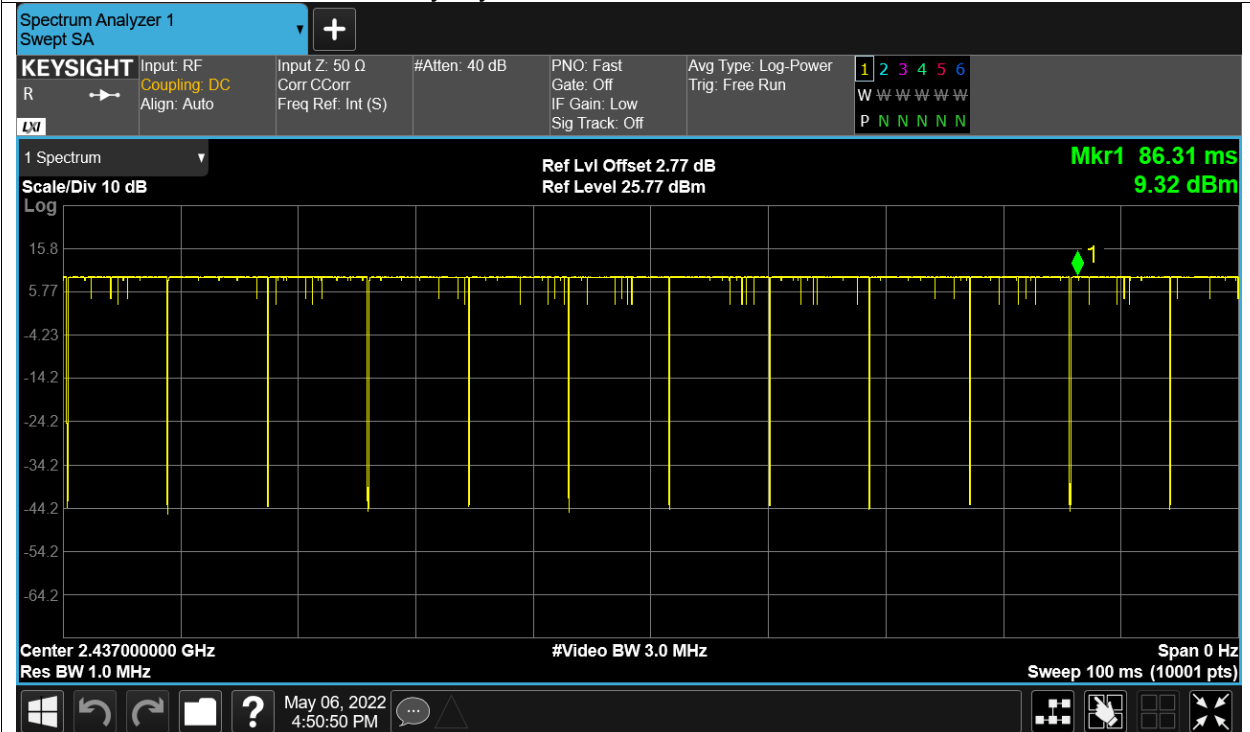 Spectrum Analyzer 1
Swept SA
+
KEYSIGHT
R
LXI
Input: RF
Coupling: DC
Align: Auto
Input Z: 50 Ω
Corr CCorr
Freq Ref: Int (S)
#Atten: 40 dB
PNO: Fast
Gate: Off
IF Gain: Low
Sig Track: Off
Avg Type: Log-Power
Trig: Free Run
1 2 3 4 5 6
W W W W W W
P N N N N N
1 Spectrum
Scale/Div 10 dB
Log
Ref Lvl Offset 2.77 dB
Ref Level 25.77 dBm
Mkr1 86.31 ms
9.32 dBm
1
15.8
5.77
-4.23
-14.2
-24.2
-34.2
-44.2
-54.2
-64.2
Center 2.437000000 GHz
#Video BW 3.0 MHz
Span 0 Hz
Res BW 1.0 MHz
Sweep 100 ms (10001 pts)
?
May 06, 2022
4:50:50 PM